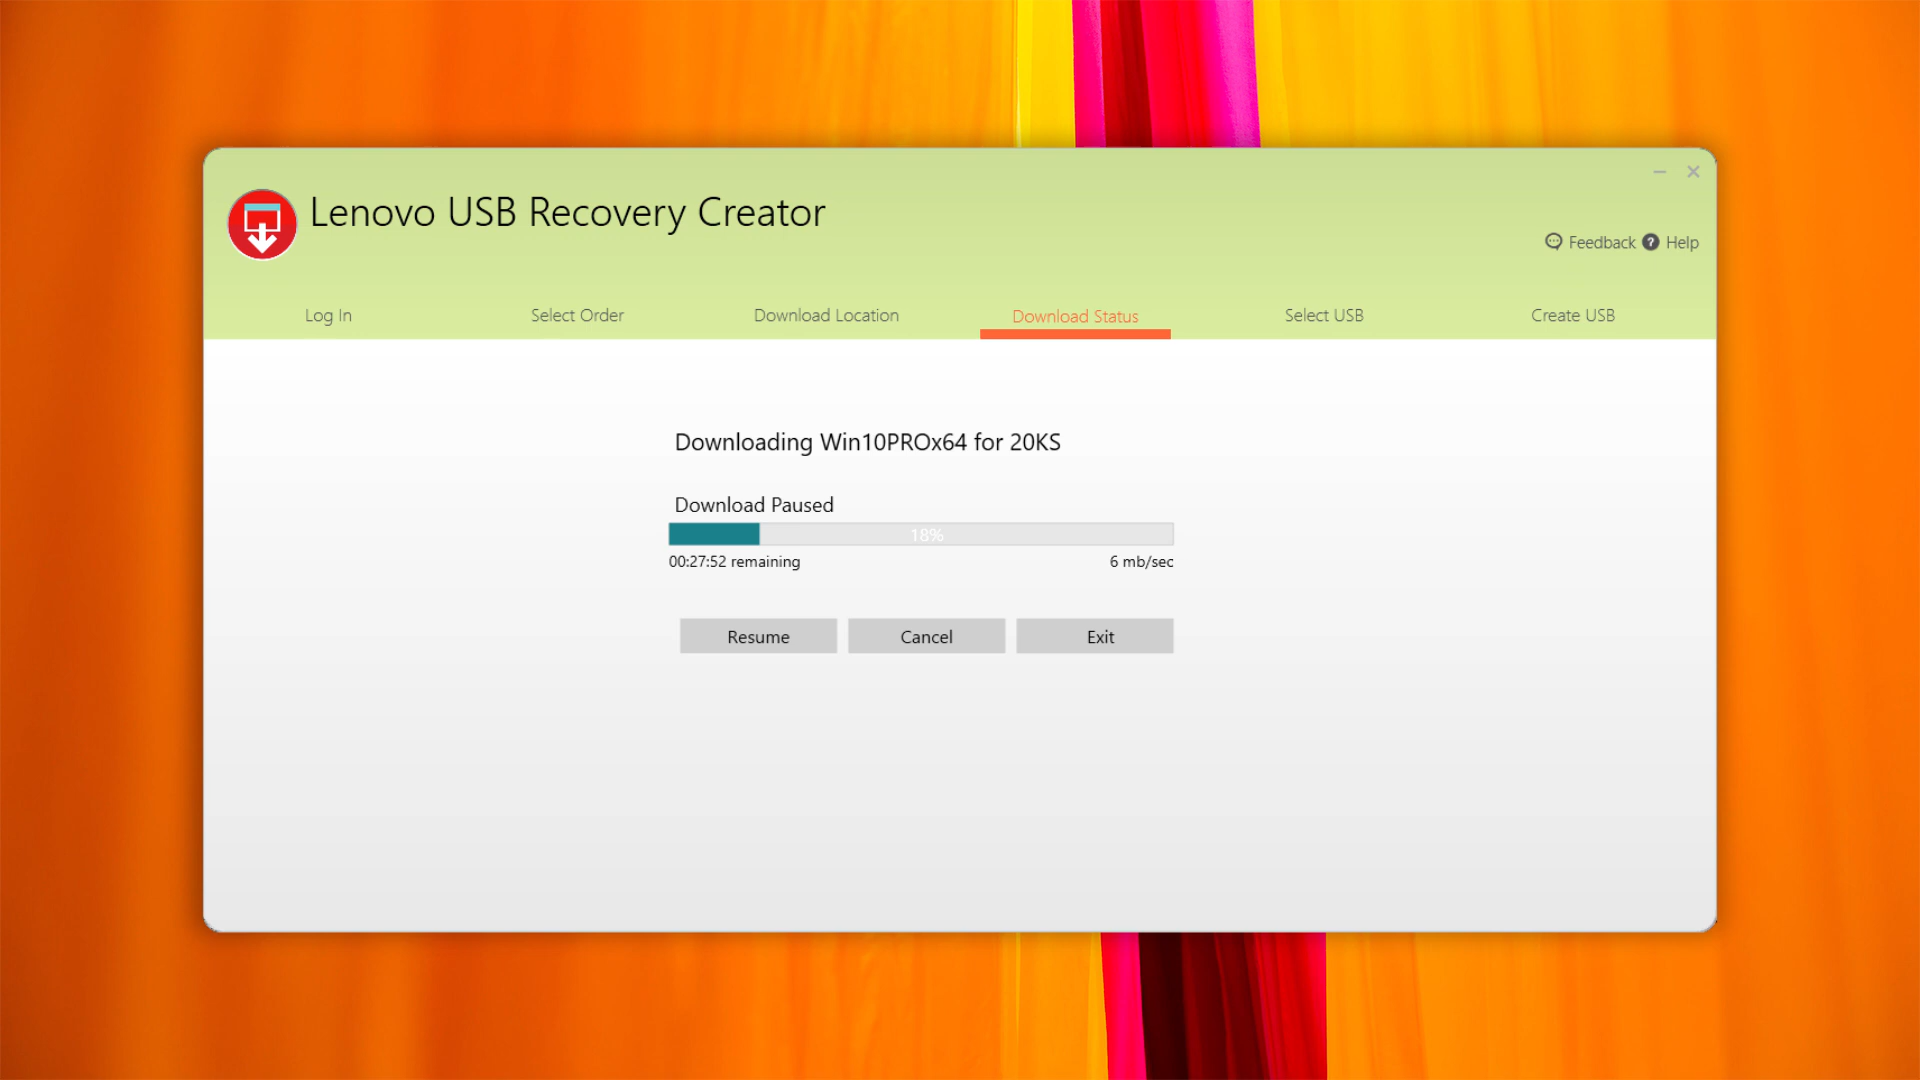 Lenovo USB Recovery Creator
Feedback Help
Log In Select Order Download Location Download Status Select USB Create USB
Downloading Win10PROx64 for 20KS
Download Paused
18%
00:27:52 remaining 6 mb/sec
Resume Cancel Exit